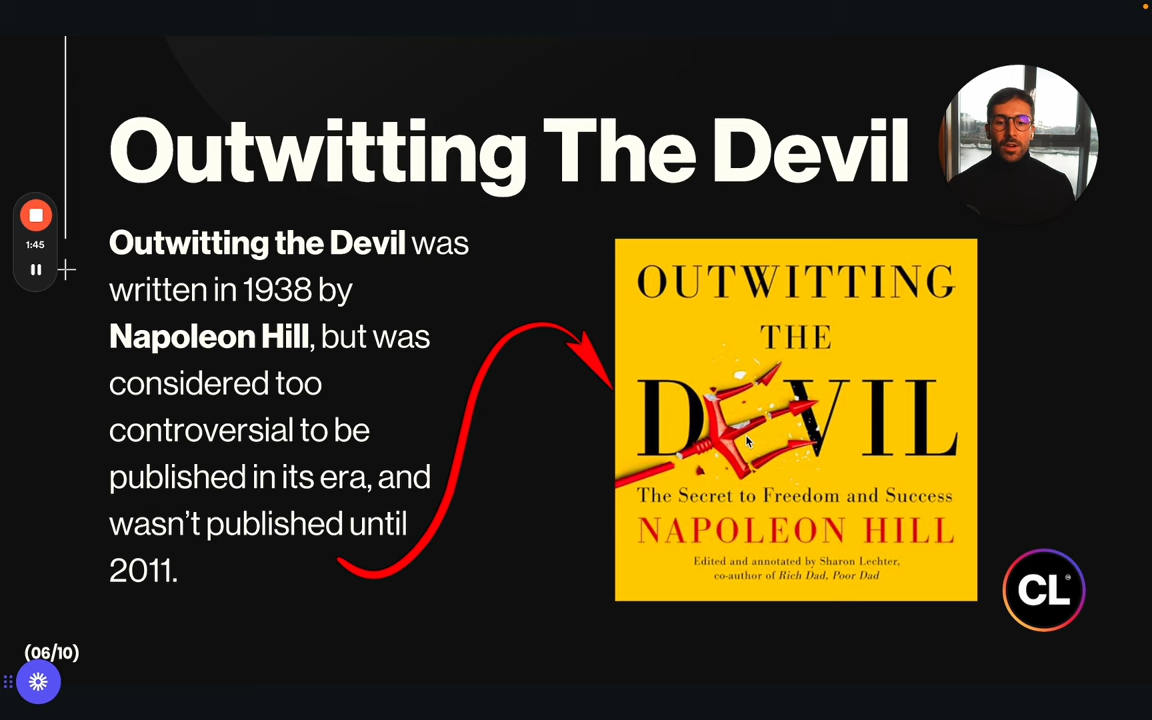 Outwitting The Devil
1:45
Outwitting the Devil was
written in 1938 by
Napoleon Hill, but was
considered too
controversial to be
published in its era, and
wasn't published until
2011.
OUTWITTING
THE
DEVIL
The Secret to Freedom and Success
NAPOLEON HILL
Edited and annotated by Sharon Lechter,
co-author of Rich Dad, Poor Dad
CL
(06/10)